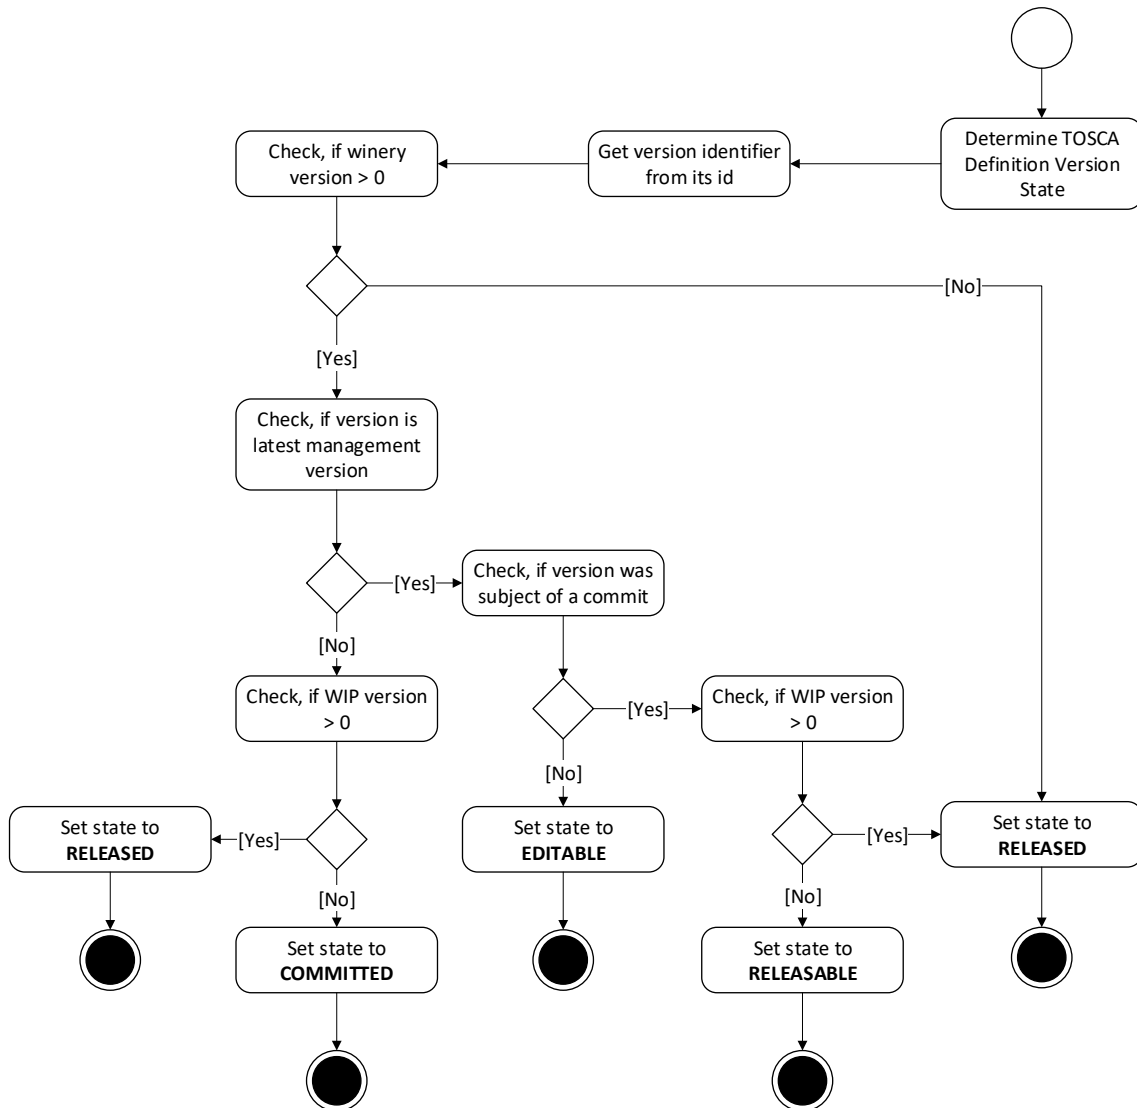 Determine TOSCA
Definition Version
State
Get version identifier
from its id
Check, if winery
version > 0
[No]
[Yes]
Check, if version is
latest management
version
[Yes]
Check, if version was
subject of a commit
[No]
Check, if WIP version
> 0
[Yes]
Check, if WIP version
> 0
[No]
Set state to
RELEASED
[Yes]
[No]
Set state to
COMMITTED
Set state to
EDITABLE
[Yes]
Set state to
RELEASED
[No]
Set state to
RELEASABLE